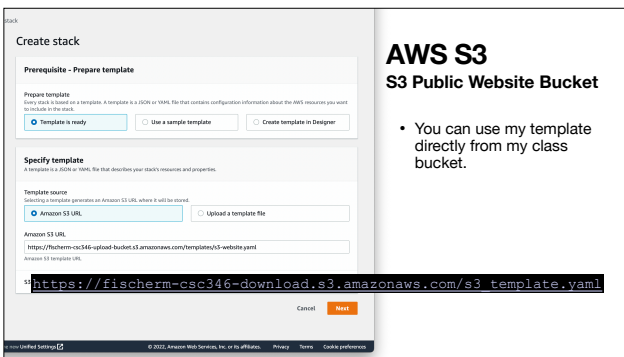 stack
Create stack
Prerequisite - Prepare template
Prepare template
Every stack is based on a template. A template is a JSON or YAML file that contains configuration information about the AWS resources you want
to include in the stack.
Template is ready
Use a sample template
Create template in Designer
Specify template
A template is a JSON or YAML file that describes your stack's resources and properties.
Template source
Selecting a template generates an Amazon S3 URL where it will be stored.
Amazon S3 URL
Upload a template file
Amazon S3 URL
https://fischerm-csc346-upload-bucket.s3.amazonaws.com/templates/s3-website.yaml
Amazon S3 template URL
S3
https://fischerm-csc346-download.s3.amazonaws.com/s3_template.yaml
Cancel
Next
Unified Settings
© 2022, Amazon Web Services, Inc. or its affiliates.
Privacy
Terms
Cookie preferences
AWS S3
S3 Public Website Bucket
• You can use my template
directly from my class
bucket.